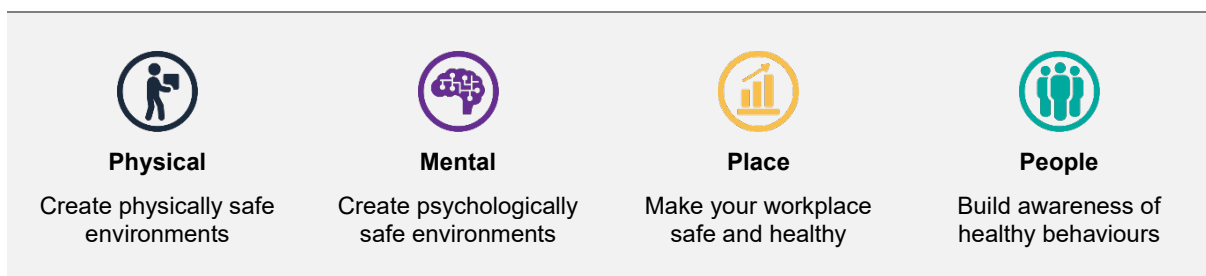 Physical
Create physically safe
environments
Mental
Create psychologically
safe environments
Place
Make your workplace
safe and healthy
People
Build awareness of
healthy behaviours